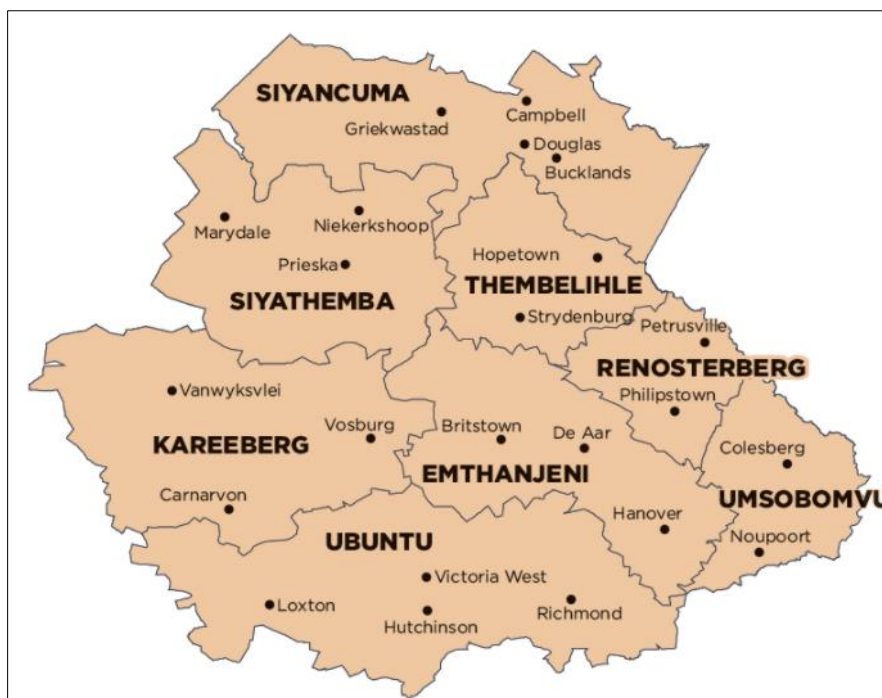 SIYANCUMA
Griekwastad
Campbell
Douglas
Bucklands
Marydale
Niekerkshoop
Prieska
SIYATHEMBA
Hopetown
THEMBELIHLE
Strydenburg
Petrusville
RENOSTERBERG
Philipstown
Vanwyksvlei
Vosburg
KAREEBERG
Carnarvon
Britstown
De Aar
EMTHANJENI
Hanover
Colesberg
UMSOBOMVU
Noupoort
UBUNTU
Victoria West
Loxton
Hutchinson
Richmond